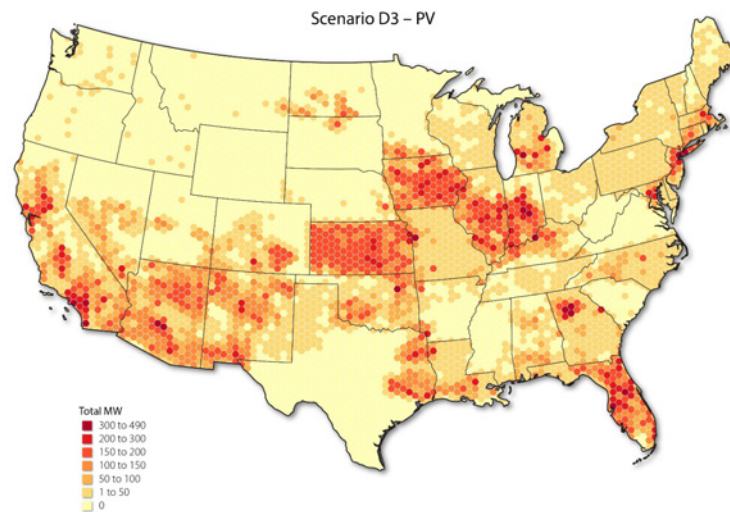 Scenario D3 – PV
Total MW
300 to 490
200 to 300
150 to 200
100 to 150
50 to 100
1 to 50
0